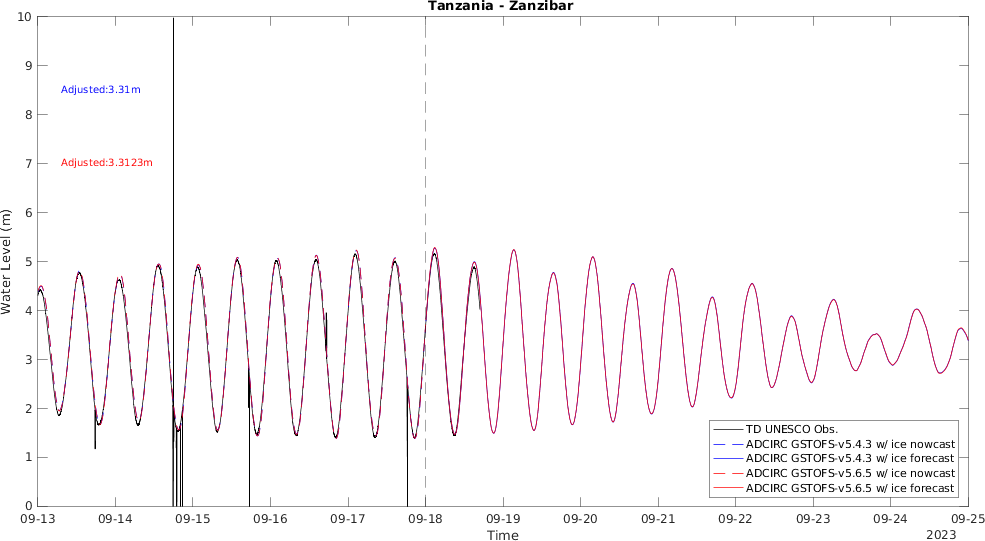 Tanzania - Zanzibar
Water Level (m)
10
9
8
7
6
5
4
3
2
1
0
Adjusted:3.31m
Adjusted:3.3123m
TD UNESCO Obs.
ADCIRC GSTOFS-v5.4.3 w/ ice nowcast
ADCIRC GSTOFS-v5.4.3 w/ ice forecast
ADCIRC GSTOFS-v5.6.5 w/ ice nowcast
ADCIRC GSTOFS-v5.6.5 w/ ice forecast
09-13 09-14 09-15 09-16 09-17 09-18 09-19 09-20 09-21 09-22 09-23 09-24 09-25
Time
2023